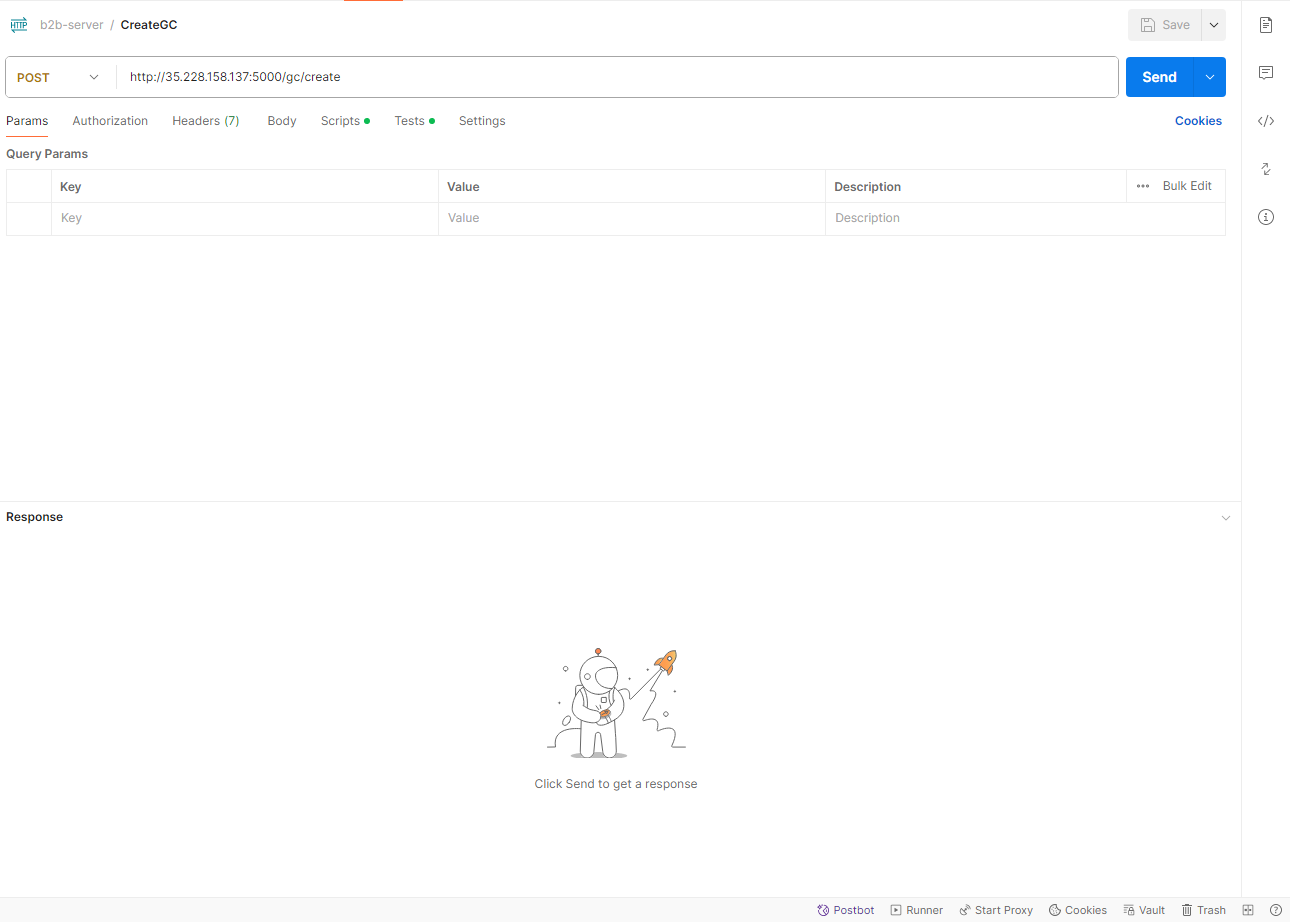 HTTP b2b-server / CreateGC Save
POST http://35.228.158.137:5000/gc/create Send
Params Authorization Headers (7) Body Scripts Tests Settings Cookies
Query Params
Key Value Description ••• Bulk Edit
Key Value Description
Response
Click Send to get a response
Postbot Runner Start Proxy Cookies Vault Trash